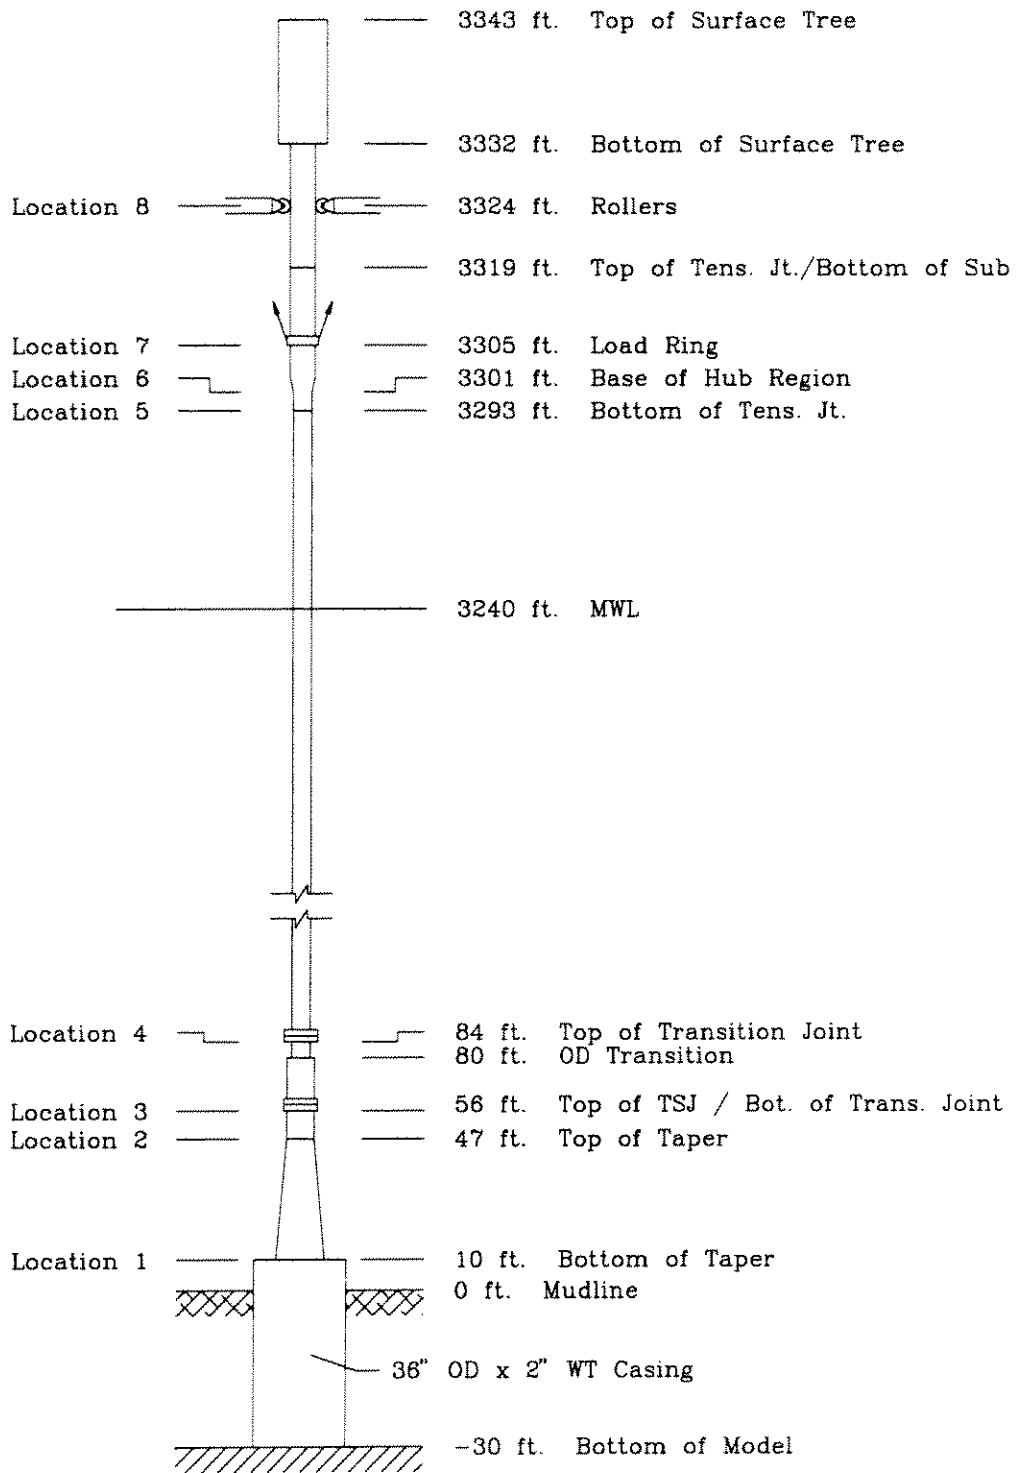 3343 ft. Top of Surface Tree
3332 ft. Bottom of Surface Tree
Location 8 3324 ft. Rollers
3319 ft. Top of Tens. Jt./Bottom of Sub
Location 7 3305 ft. Load Ring
Location 6 3301 ft. Base of Hub Region
Location 5 3293 ft. Bottom of Tens. Jt.
3240 ft. MWL
Location 4 84 ft. Top of Transition Joint
80 ft. OD Transition
Location 3 56 ft. Top of TSJ / Bot. of Trans. Joint
Location 2 47 ft. Top of Taper
Location 1 10 ft. Bottom of Taper
0 ft. Mudline
36" OD x 2" WT Casing
-30 ft. Bottom of Model